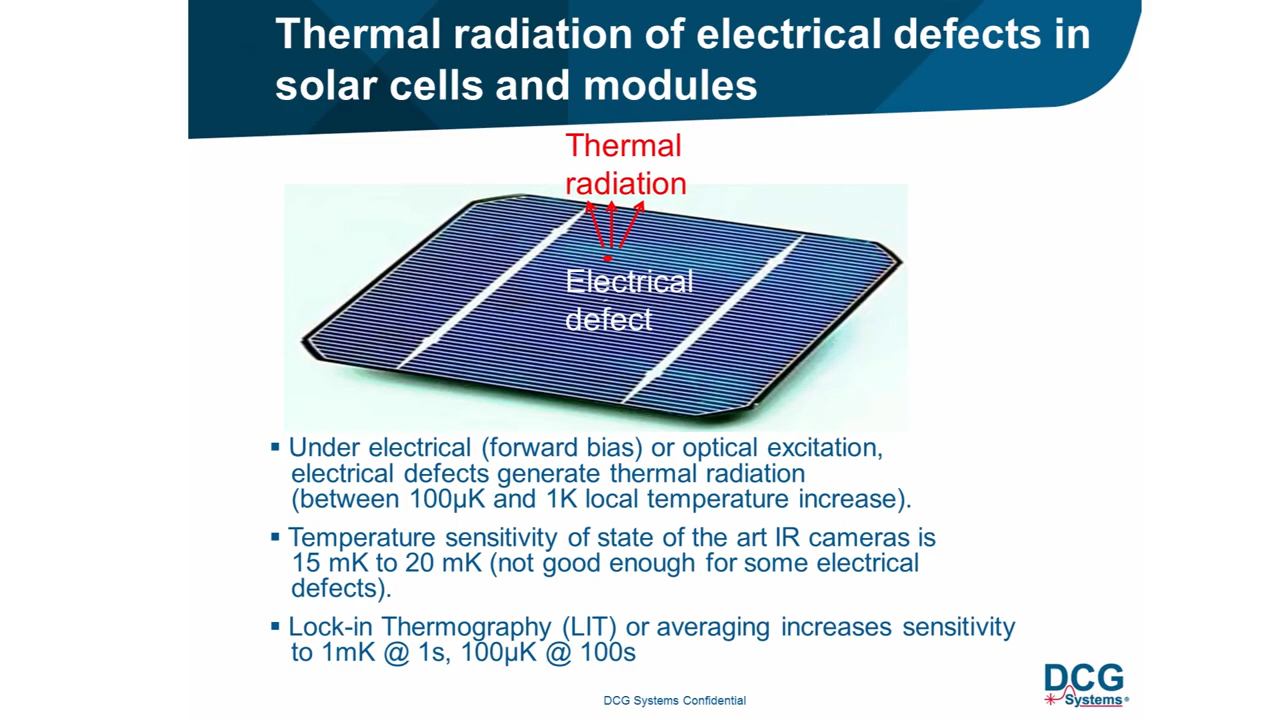 Thermal radiation of electrical defects in
solar cells and modules
Thermal
radiation
Electrical
defect
▪ Under electrical (forward bias) or optical excitation,
electrical defects generate thermal radiation
(between 100µK and 1K local temperature increase).
▪ Temperature sensitivity of state of the art IR cameras is
15 mK to 20 mK (not good enough for some electrical
defects).
▪ Lock-in Thermography (LIT) or averaging increases sensitivity
to 1mK @ 1s, 100µK @ 100s
DCG Systems Confidential
DCG
Systems®